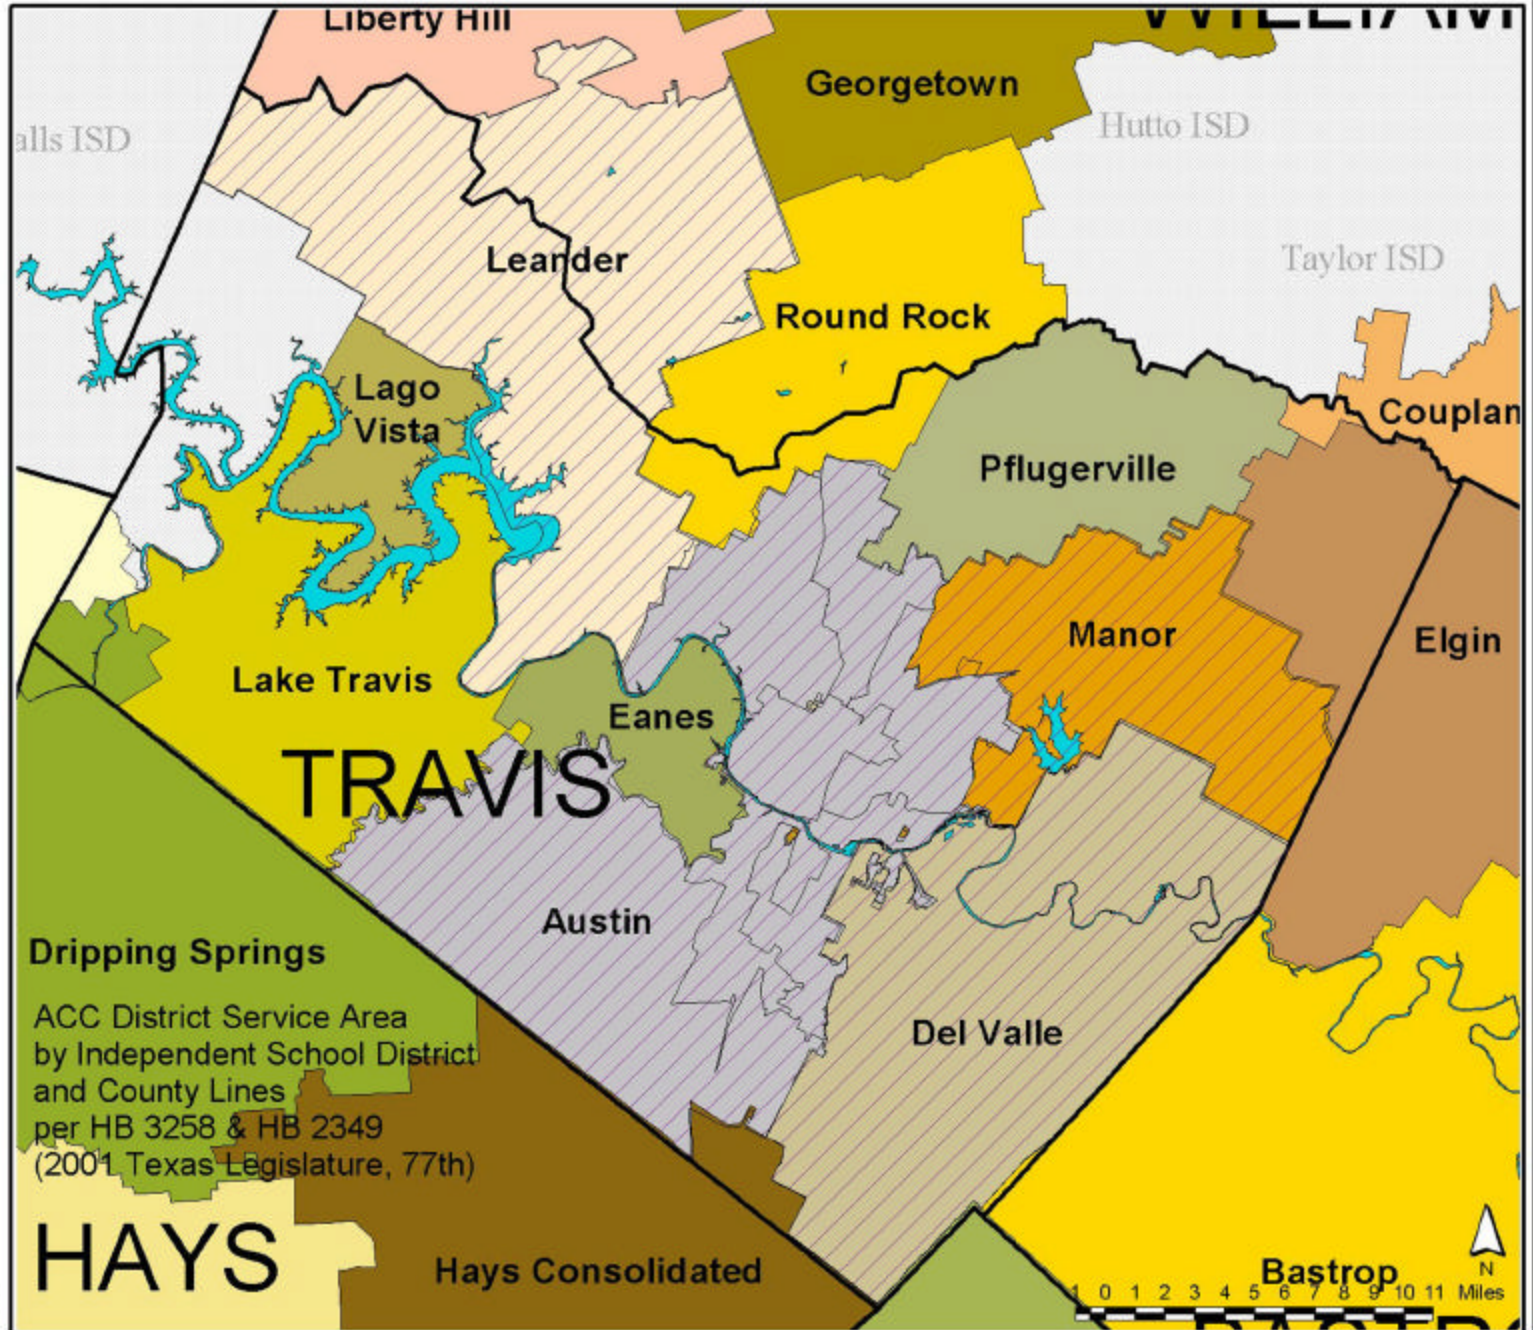 Liberty Hill
WILLIAM
Georgetown
Hutto ISD
alls ISD
Taylor ISD
Leander
Round Rock
Lago
Vista
Couplan
Pflugerville
Manor
Elgin
Lake Travis
Eanes
TRAVIS
Austin
Dripping Springs
ACC District Service Area
by Independent School District
and County Lines
per HB 3258 & HB 2349
(2001 Texas Legislature, 77th)
Del Valle
HAYS
Hays Consolidated
Bastrop
N
1 0 1 2 3 4 5 6 7 8 9 10 11 Miles